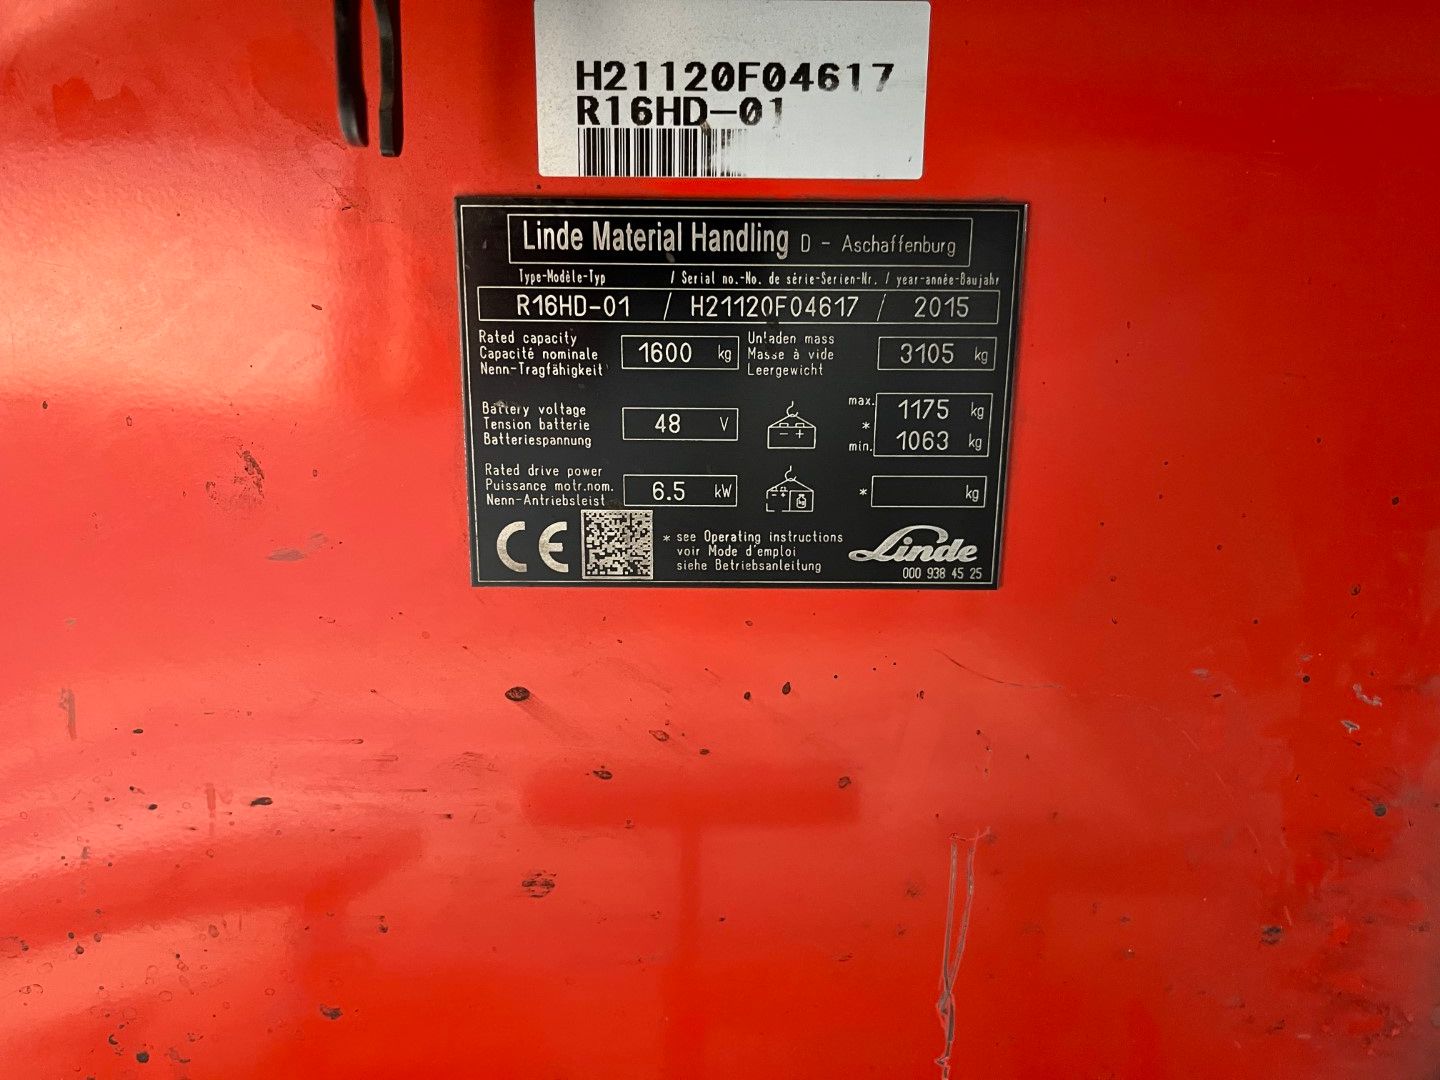 H21120F04617
R16HD-01
Linde Material Handling D - Aschaffenburg
Type-Modèle-Typ / Serial no.-No. de série-Serien-Nr. / year-année-Baujahr
R16HD-01 / H21120F04617 / 2015
Rated capacity
Capacité nominale
Nenn-Tragfähigkeit
1600 kg
Unladen mass
Masse à vide
Leergewicht
3105 kg
Battery voltage
Tension batterie
Batteriespannung
48 V
- +
max. 1175 kg
*
min. 1063 kg
Rated drive power
Puissance motr.nom.
Nenn-Antriebsleist
6.5 kW
- +
kg
* kg
CE
* see Operating instructions
voir Mode d'emploi
siehe Betriebsanleitung
Linde
000 938 45 25